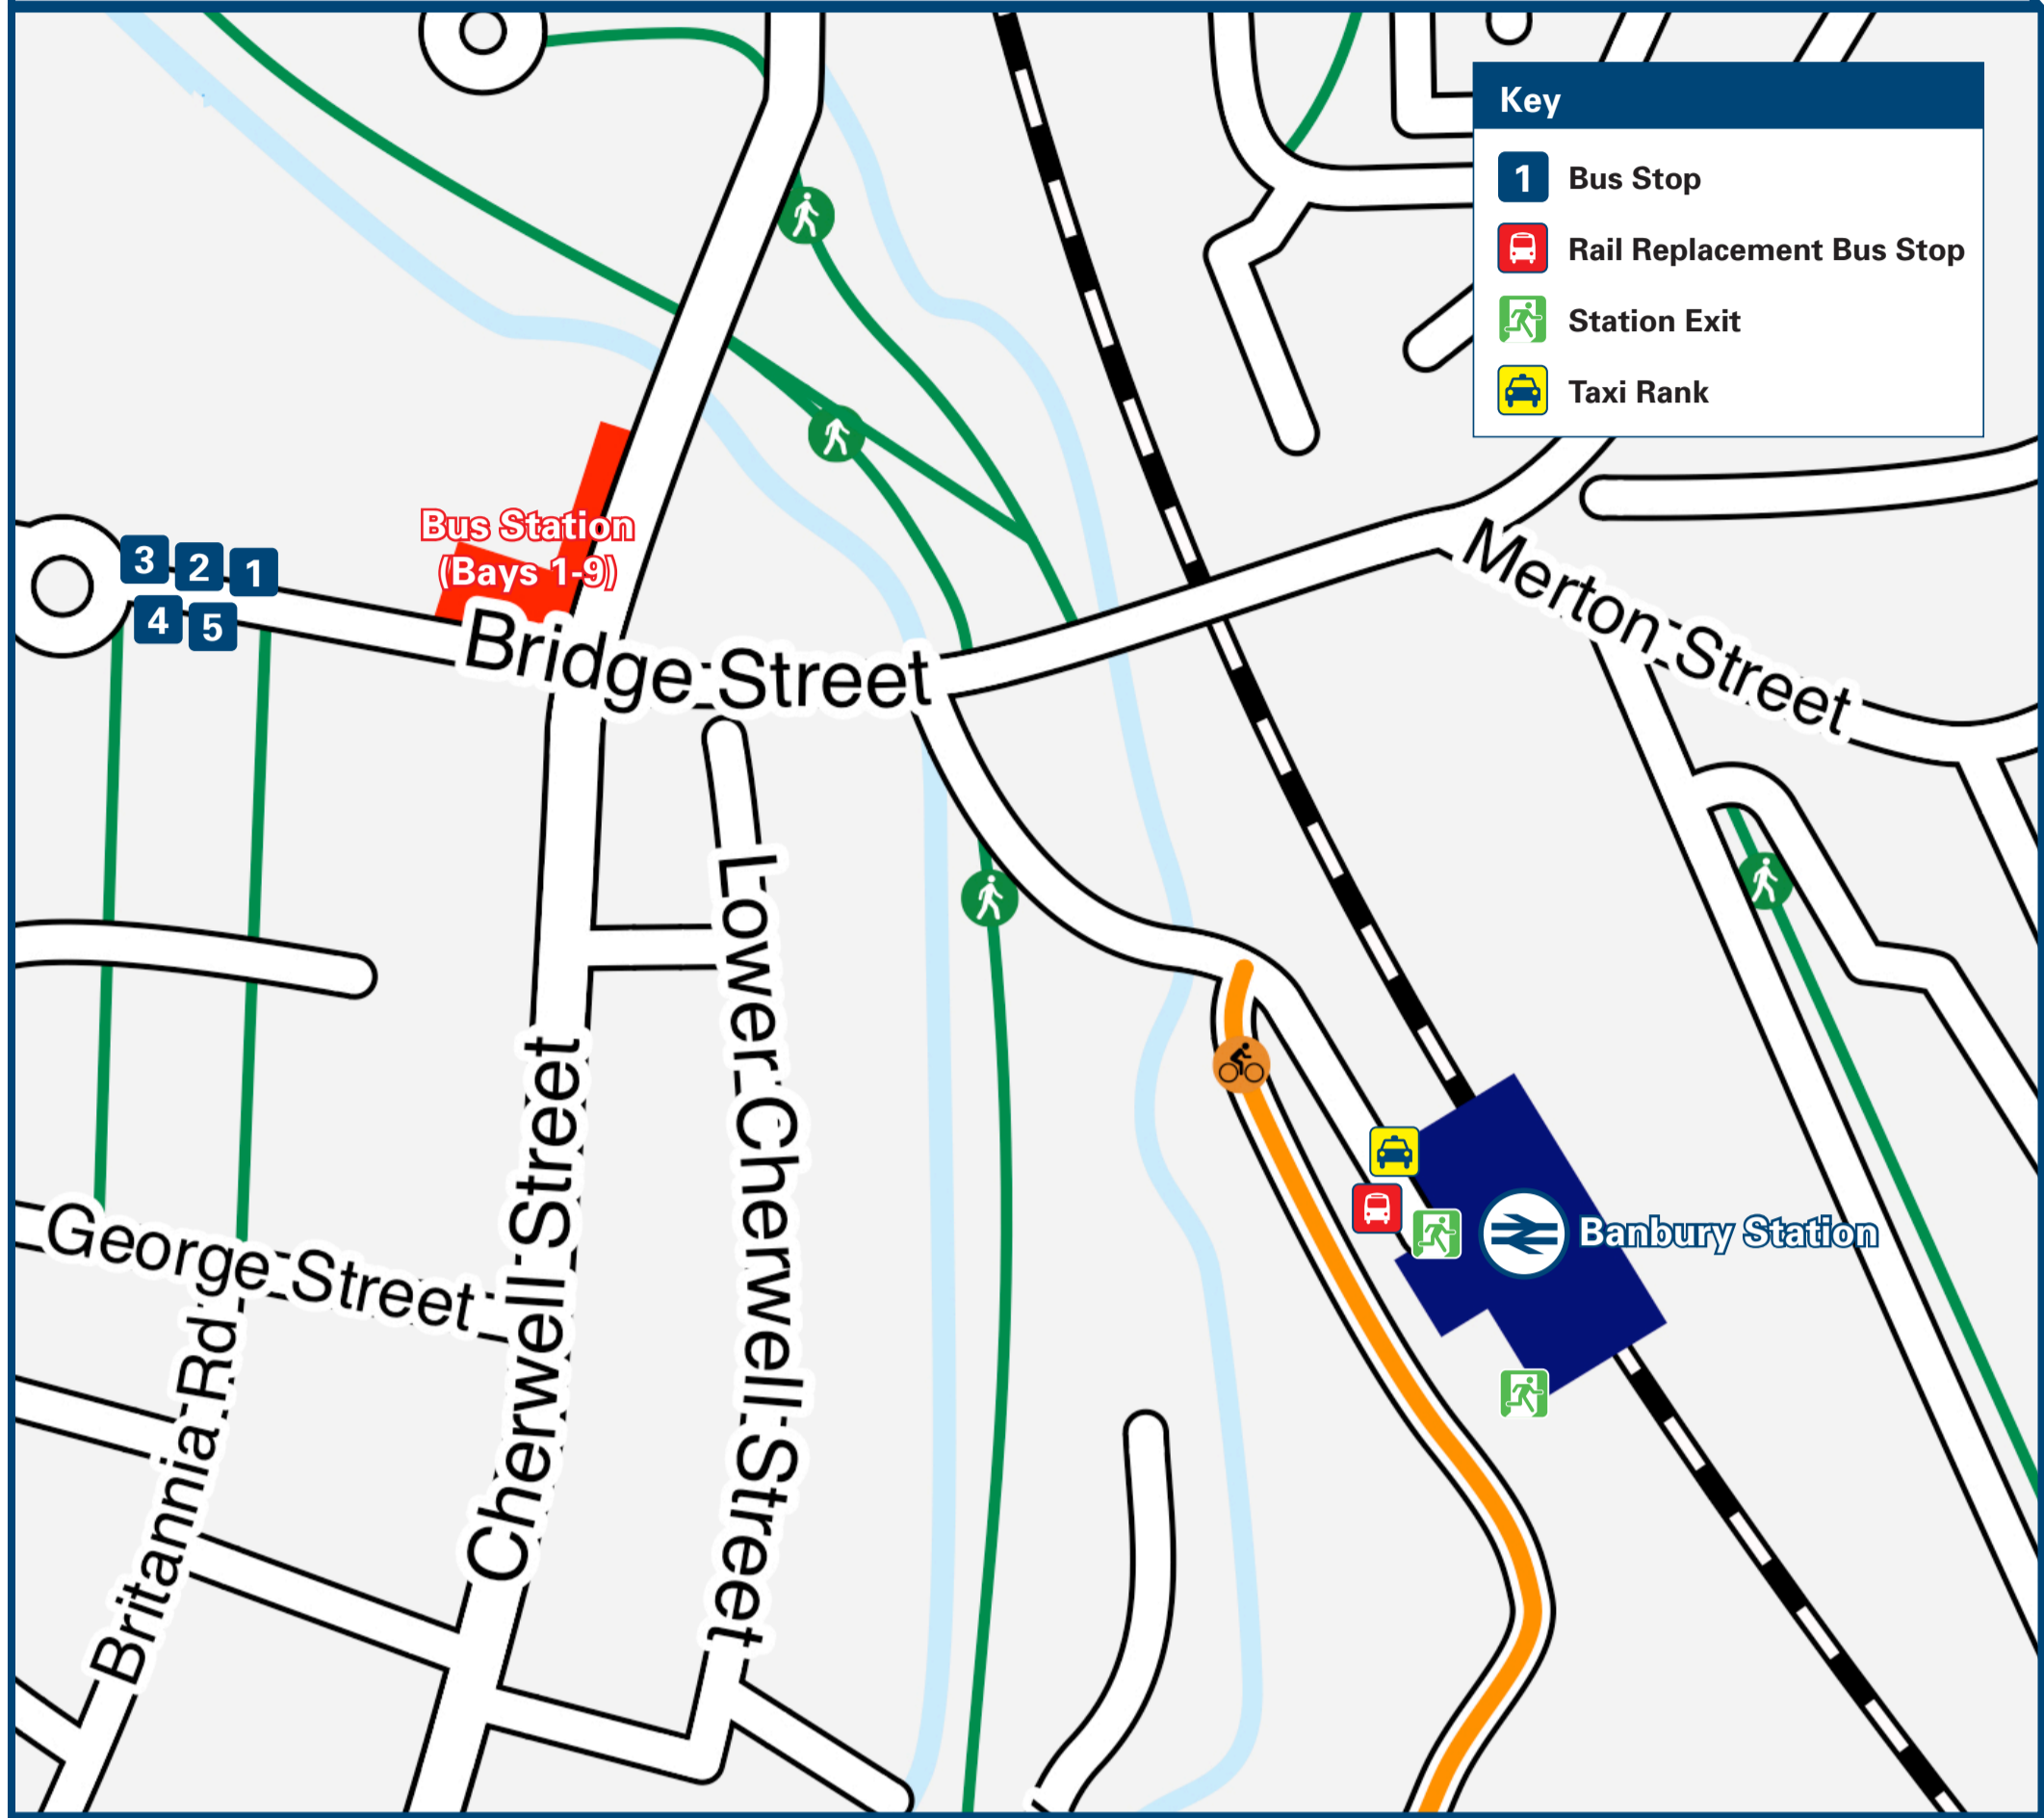 Key
1 Bus Stop
Rail Replacement Bus Stop
Station Exit
Taxi Rank
Bus Station
(Bays 1-9)
3 2 1
4 5
Bridge Street
Merton Street
Lower Cherwell Street
Cherwell Street
George Street
Britannia Rd
Banbury Station